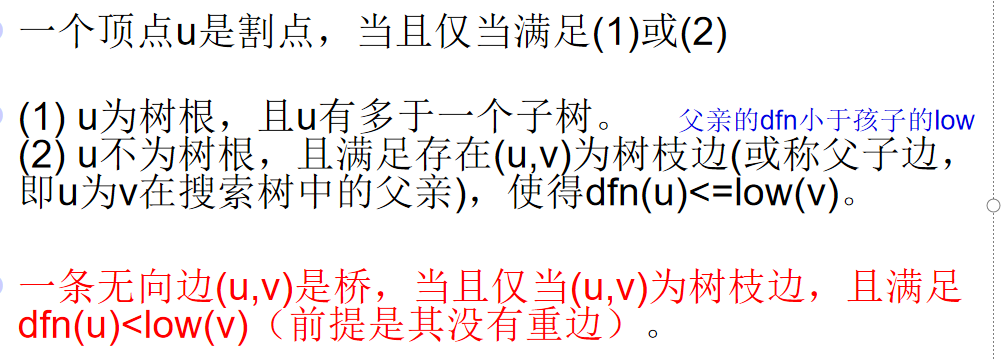 一个顶点u是割点，当且仅当满足(1)或(2)
(1) u为树根，且u有多于一个子树。 父亲的dfn小于孩子的low
(2) u不为树根，且满足存在(u,v)为树枝边(或称父子边，
即u为v在搜索树中的父亲)，使得dfn(u)<=low(v)。
一条无向边(u,v)是桥，当且仅当(u,v)为树枝边，且满足
dfn(u)<low(v)（前提是其没有重边）。